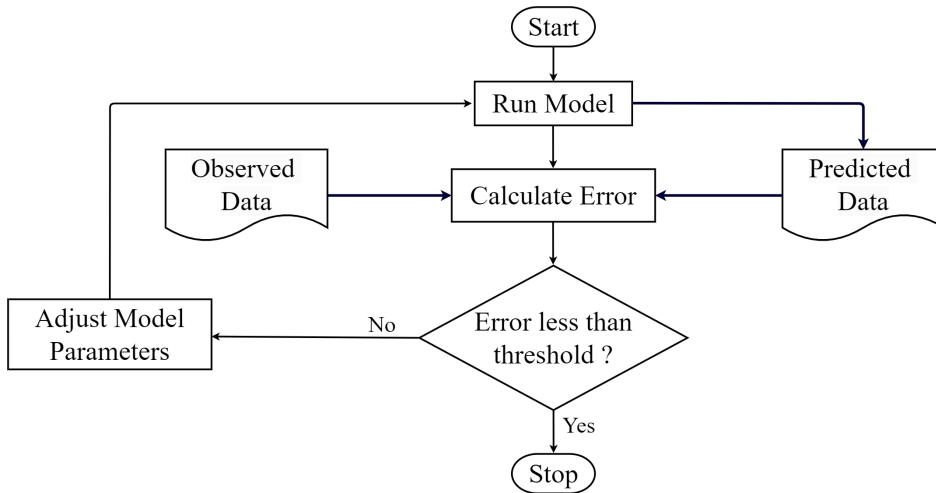 Start
Run Model
Observed
Data
Calculate Error
Predicted
Data
Adjust Model
Parameters
No
Error less than
threshold ?
Yes
Stop